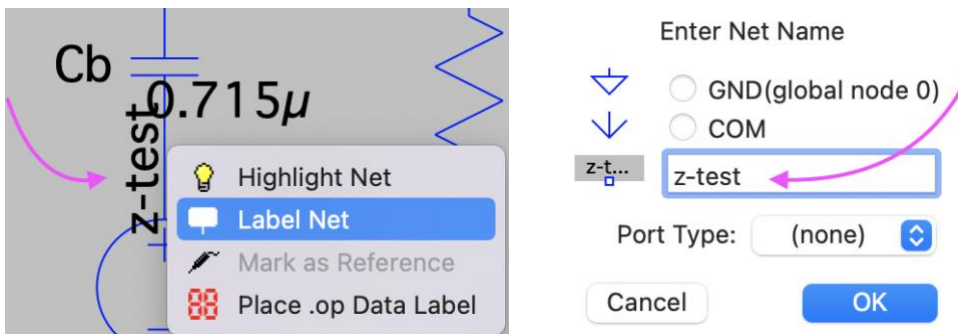 Cb
0.715µ
z-test
Highlight Net
Label Net
Mark as Reference
Place .op Data Label
Enter Net Name
GND(global node 0)
COM
z-t...
z-test
Port Type:
(none)
Cancel
OK